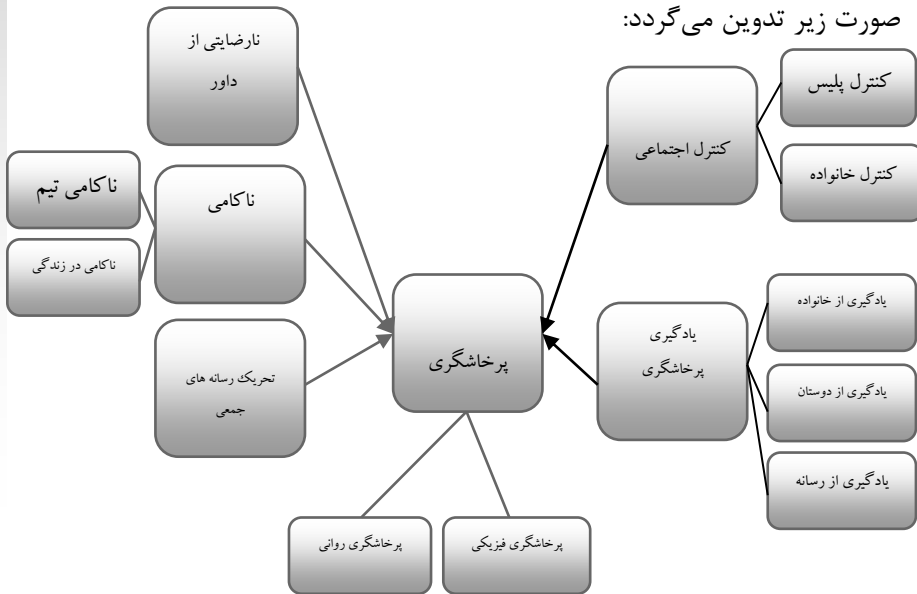 صورت زیر تدوین می‌گردد:
کنترل پلیس
کنترل خانواده
کنترل اجتماعی
یادگیری از خانواده
یادگیری از دوستان
یادگیری از رسانه
یادگیری
پرخاشگری
نارضایتی از
داور
ناکامی
ناکامی تیم
ناکامی در زندگی
تحریک رسانه های
جمعی
پرخاشگری
پرخاشگری فیزیکی
پرخاشگری روانی